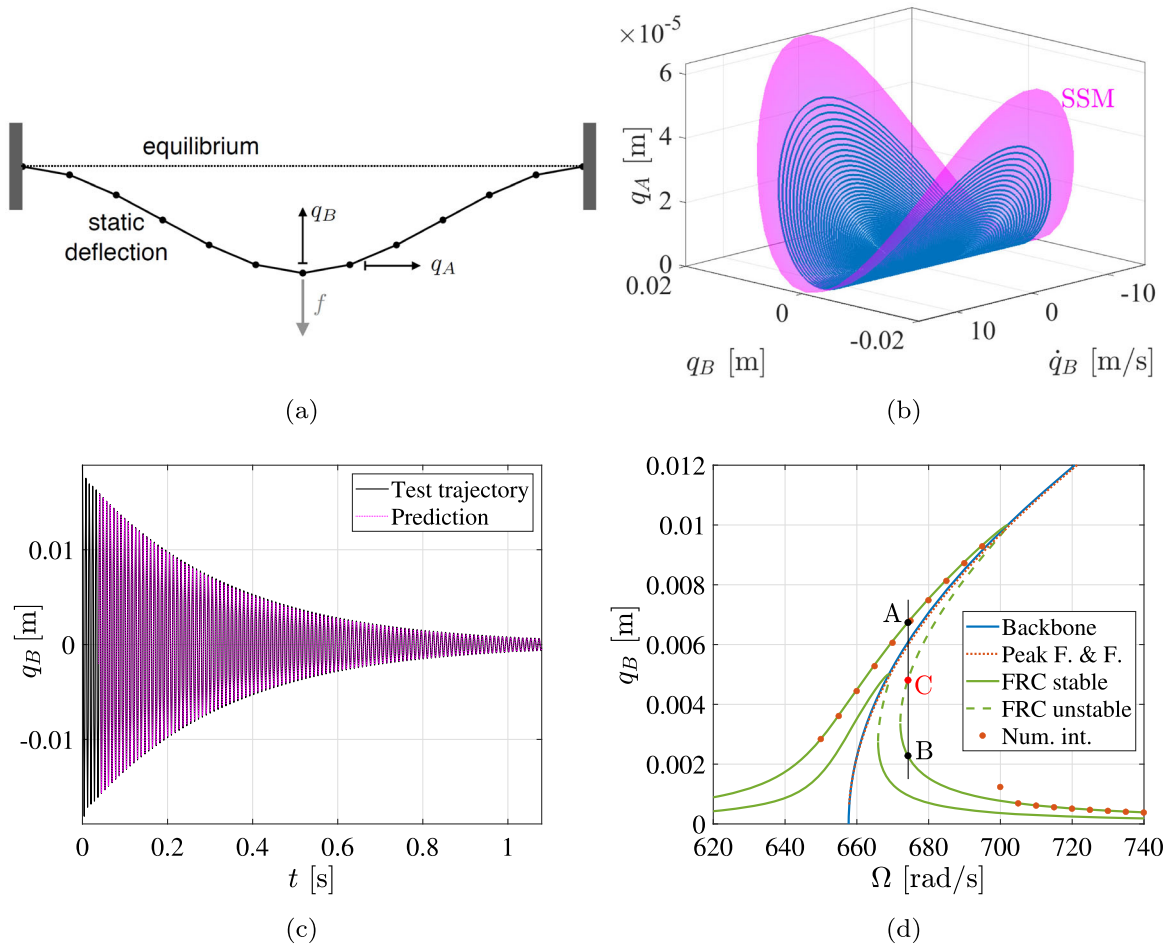 equilibrium
static
deflection
q_B
q_A
f
(a)
×10^-5
6
4
2
0
q_A [m]
SSM
0.02
0
-0.02
q_B [m]
10
0
-10
q̇_B [m/s]
(b)
Test trajectory
Prediction
0.01
0
-0.01
q_B [m]
0 0.2 0.4 0.6 0.8 1
t [s]
(c)
0.012
0.01
0.008
0.006
0.004
0.002
0
q_B [m]
A
C
B
Backbone
Peak F. & F.
FRC stable
FRC unstable
Num. int.
620 640 660 680 700 720 740
Ω [rad/s]
(d)